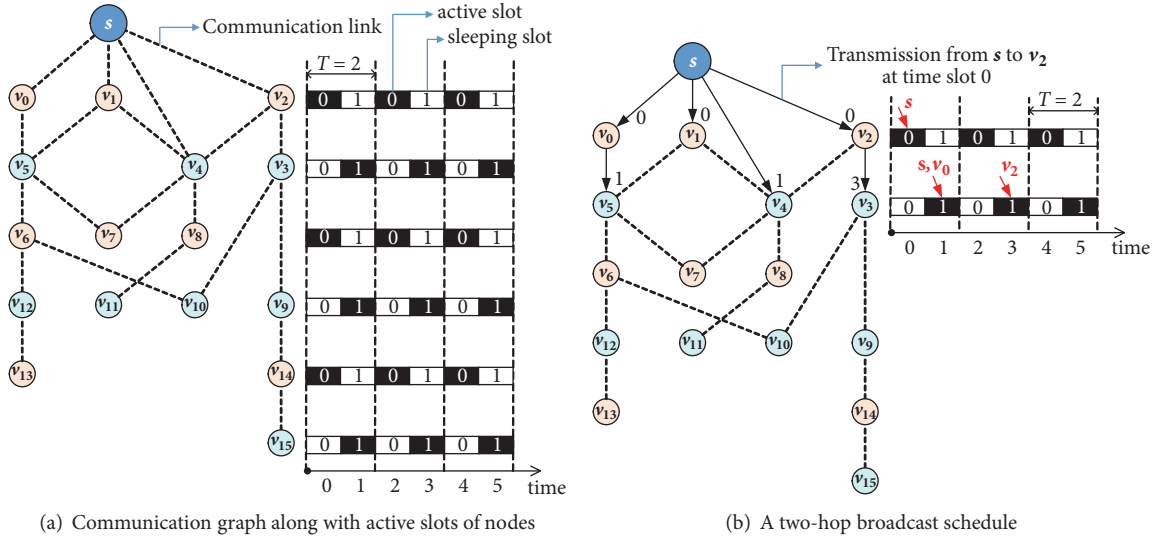 s
Communication link
active slot
sleeping slot
T = 2
v0 v1 v2 0 1 0 1 0 1
v5 v4 v3 0 1 0 1 0 1
v6 v7 v8 0 1 0 1 0 1
v12 v11 v10 v9 0 1 0 1 0 1
v13 v14 0 1 0 1 0 1
v15 0 1 0 1 0 1
0 1 2 3 4 5 time
(a) Communication graph along with active slots of nodes
s
Transmission from s to v2
at time slot 0
T = 2
s
0 0 0
v0 v1 v2 0 1 0 1 0 1
s,v0 v2
1 1 3
v5 v4 v3 0 1 0 1 0 1
0 1 2 3 4 5 time
v6 v7 v8
v12 v11 v10 v9
v13 v14
v15
(b) A two-hop broadcast schedule